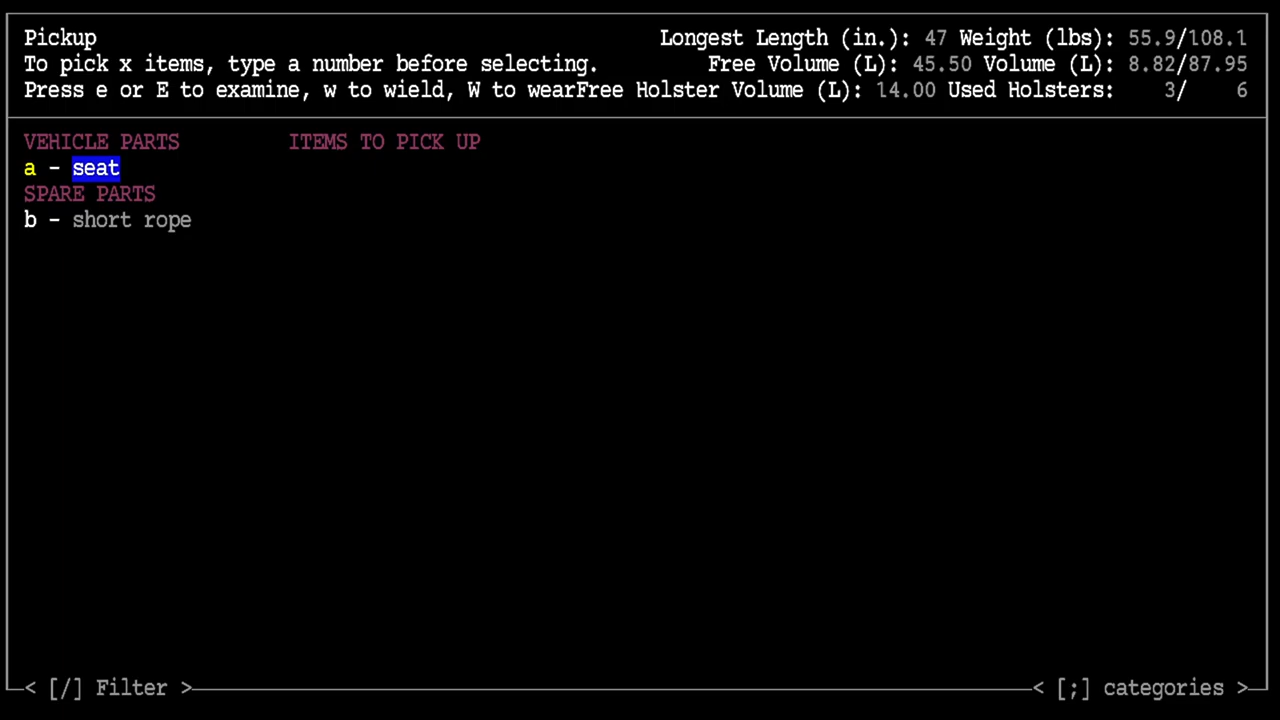 Pickup Longest Length (in.): 47 Weight (lbs): 55.9/108.1
To pick x items, type a number before selecting. Free Volume (L): 45.50 Volume (L): 8.82/87.95
Press e or E to examine, w to wield, W to wearFree Holster Volume (L): 14.00 Used Holsters: 3/ 6
VEHICLE PARTS ITEMS TO PICK UP
a - seat
SPARE PARTS
b - short rope
< [/] Filter > < [;] categories >